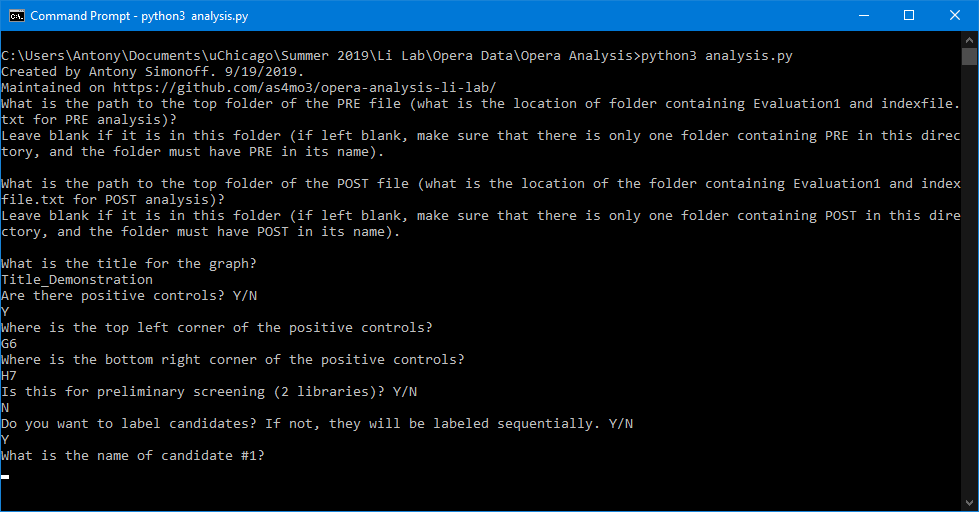 Command Prompt - python3 analysis.py
C:\Users\Antony\Documents\uChicago\Summer 2019\Li Lab\Opera Data\Opera Analysis>python3 analysis.py
Created by Antony Simonoff. 9/19/2019.
Maintained on https://github.com/as4mo3/opera-analysis-li-lab/
What is the path to the top folder of the PRE file (what is the location of folder containing Evaluation1 and indexfile.
txt for PRE analysis)?
Leave blank if it is in this folder (if left blank, make sure that there is only one folder containing PRE in this direc
tory, and the folder must have PRE in its name).
What is the path to the top folder of the POST file (what is the location of the folder containing Evaluation1 and index
file.txt for POST analysis)?
Leave blank if it is in this folder (if left blank, make sure that there is only one folder containing POST in this dire
ctory, and the folder must have POST in its name).
What is the title for the graph?
Title_Demonstration
Are there positive controls? Y/N
Y
Where is the top left corner of the positive controls?
G6
Where is the bottom right corner of the positive controls?
H7
Is this for preliminary screening (2 libraries)? Y/N
N
Do you want to label candidates? If not, they will be labeled sequentially. Y/N
Y
What is the name of candidate #1?